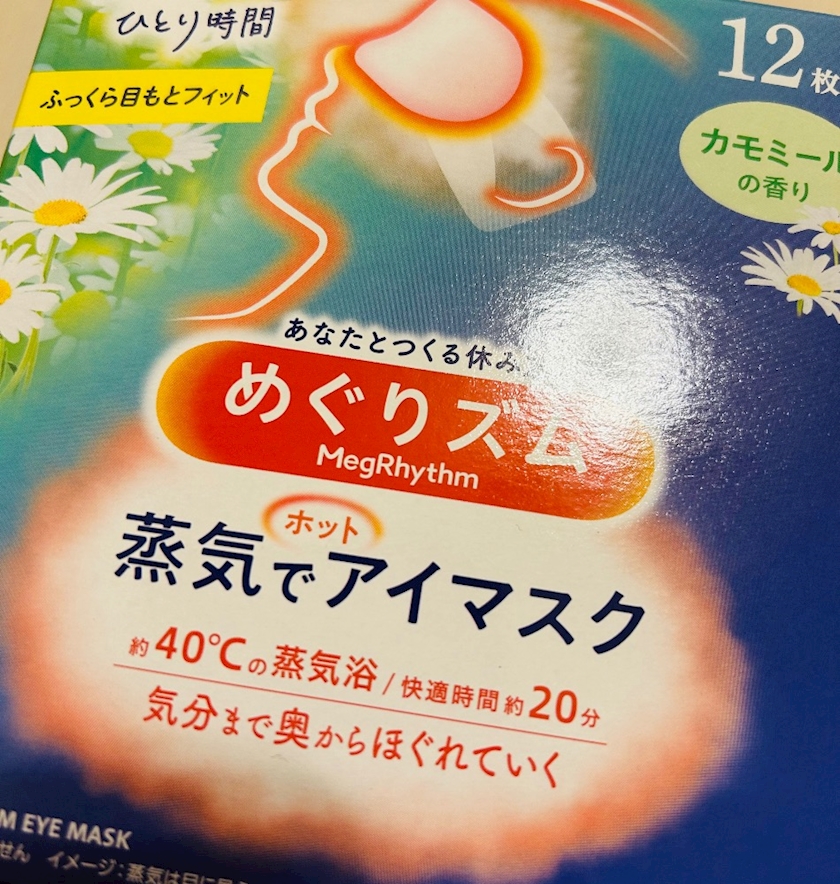 ひとり時間
ふっくら目もとフィット
12枚
カモミール
の香り
あなたとつくる休み
めぐりズム
MegRhythm
蒸気でホットアイマスク
約40℃の蒸気浴/快適時間約20分
気分まで奥からほぐれていく
M EYE MASK
せん イメージ:蒸気は目に見